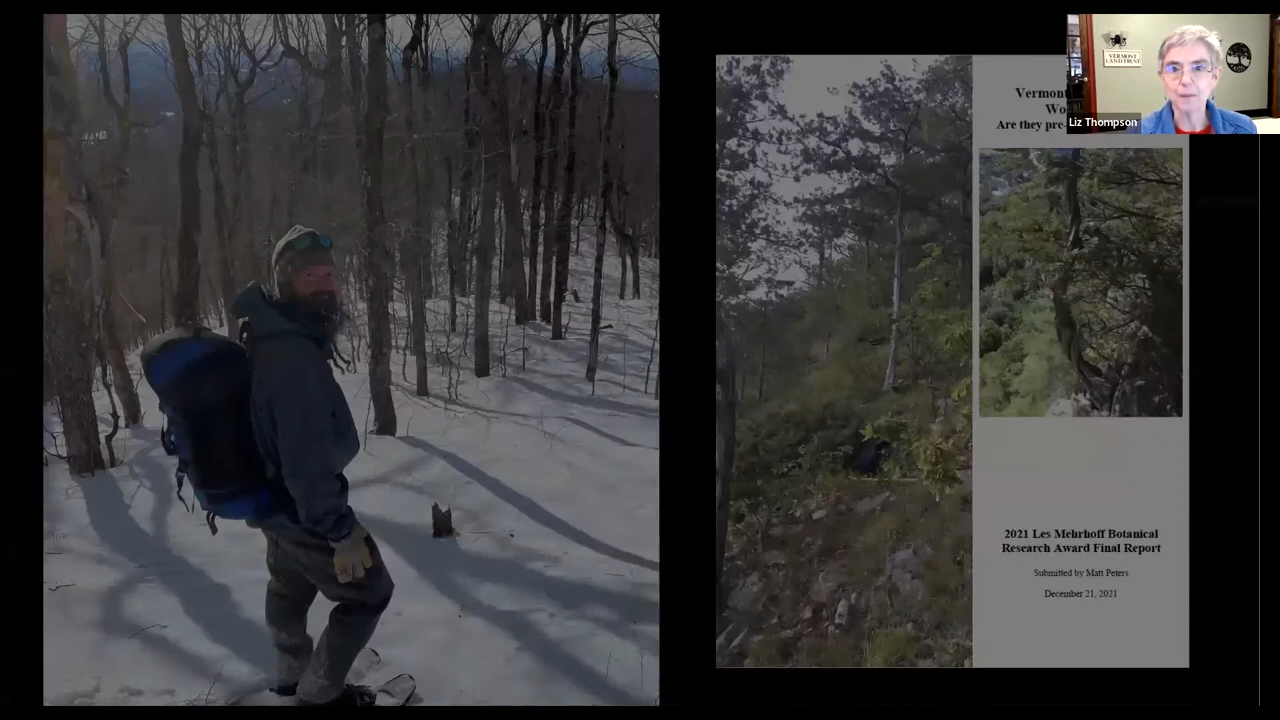 VERMONT
LAND TRUST
Liz Thompson
Vermont
Are they
2021 Les Mehrhoff Botanical
Research Award Final Report
Submitted by Matt Peters
December 21, 2021